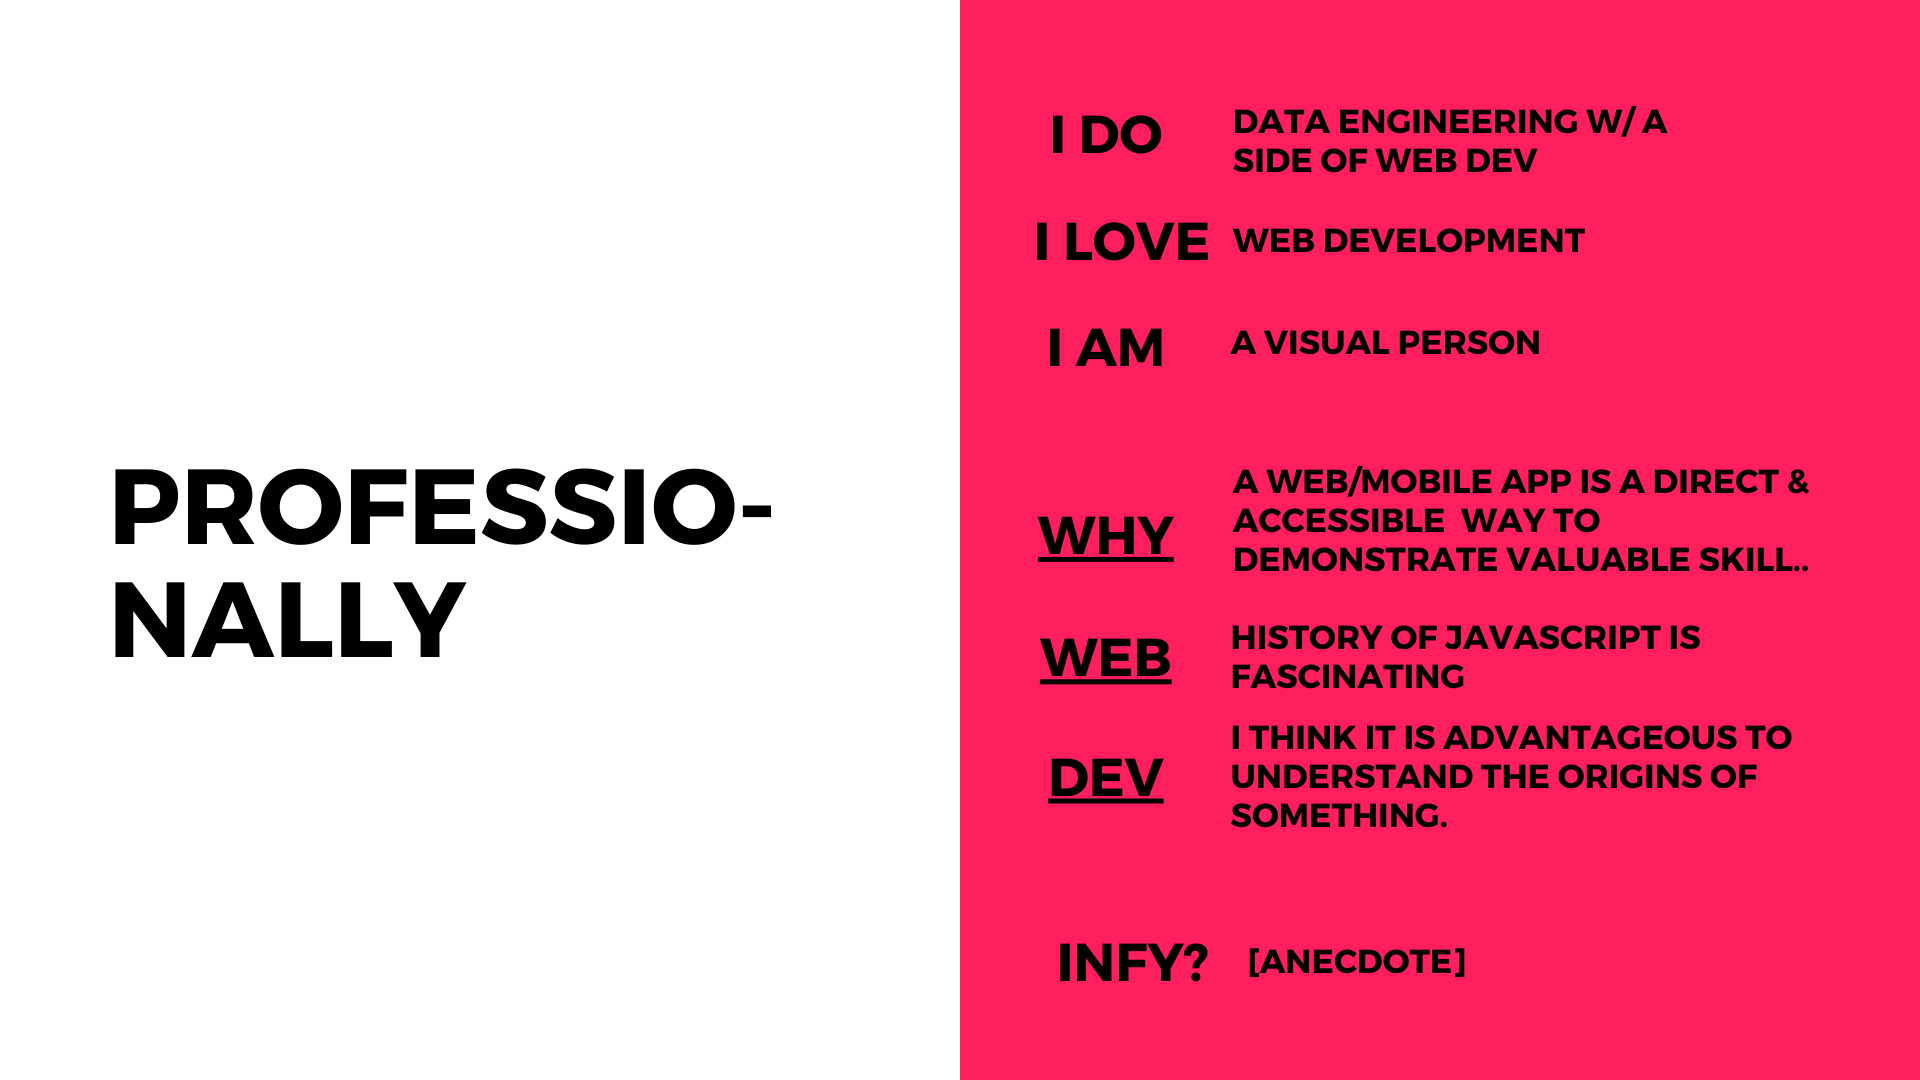 PROFESSIO-
NALLY
I DO
DATA ENGINEERING W/ A
SIDE OF WEB DEV
I LOVE
WEB DEVELOPMENT
I AM
A VISUAL PERSON
WHY
A WEB/MOBILE APP IS A DIRECT &
ACCESSIBLE  WAY TO
DEMONSTRATE VALUABLE SKILL..
WEB
HISTORY OF JAVASCRIPT IS
FASCINATING
DEV
I THINK IT IS ADVANTAGEOUS TO
UNDERSTAND THE ORIGINS OF
SOMETHING.
INFY?
[ANECDOTE]